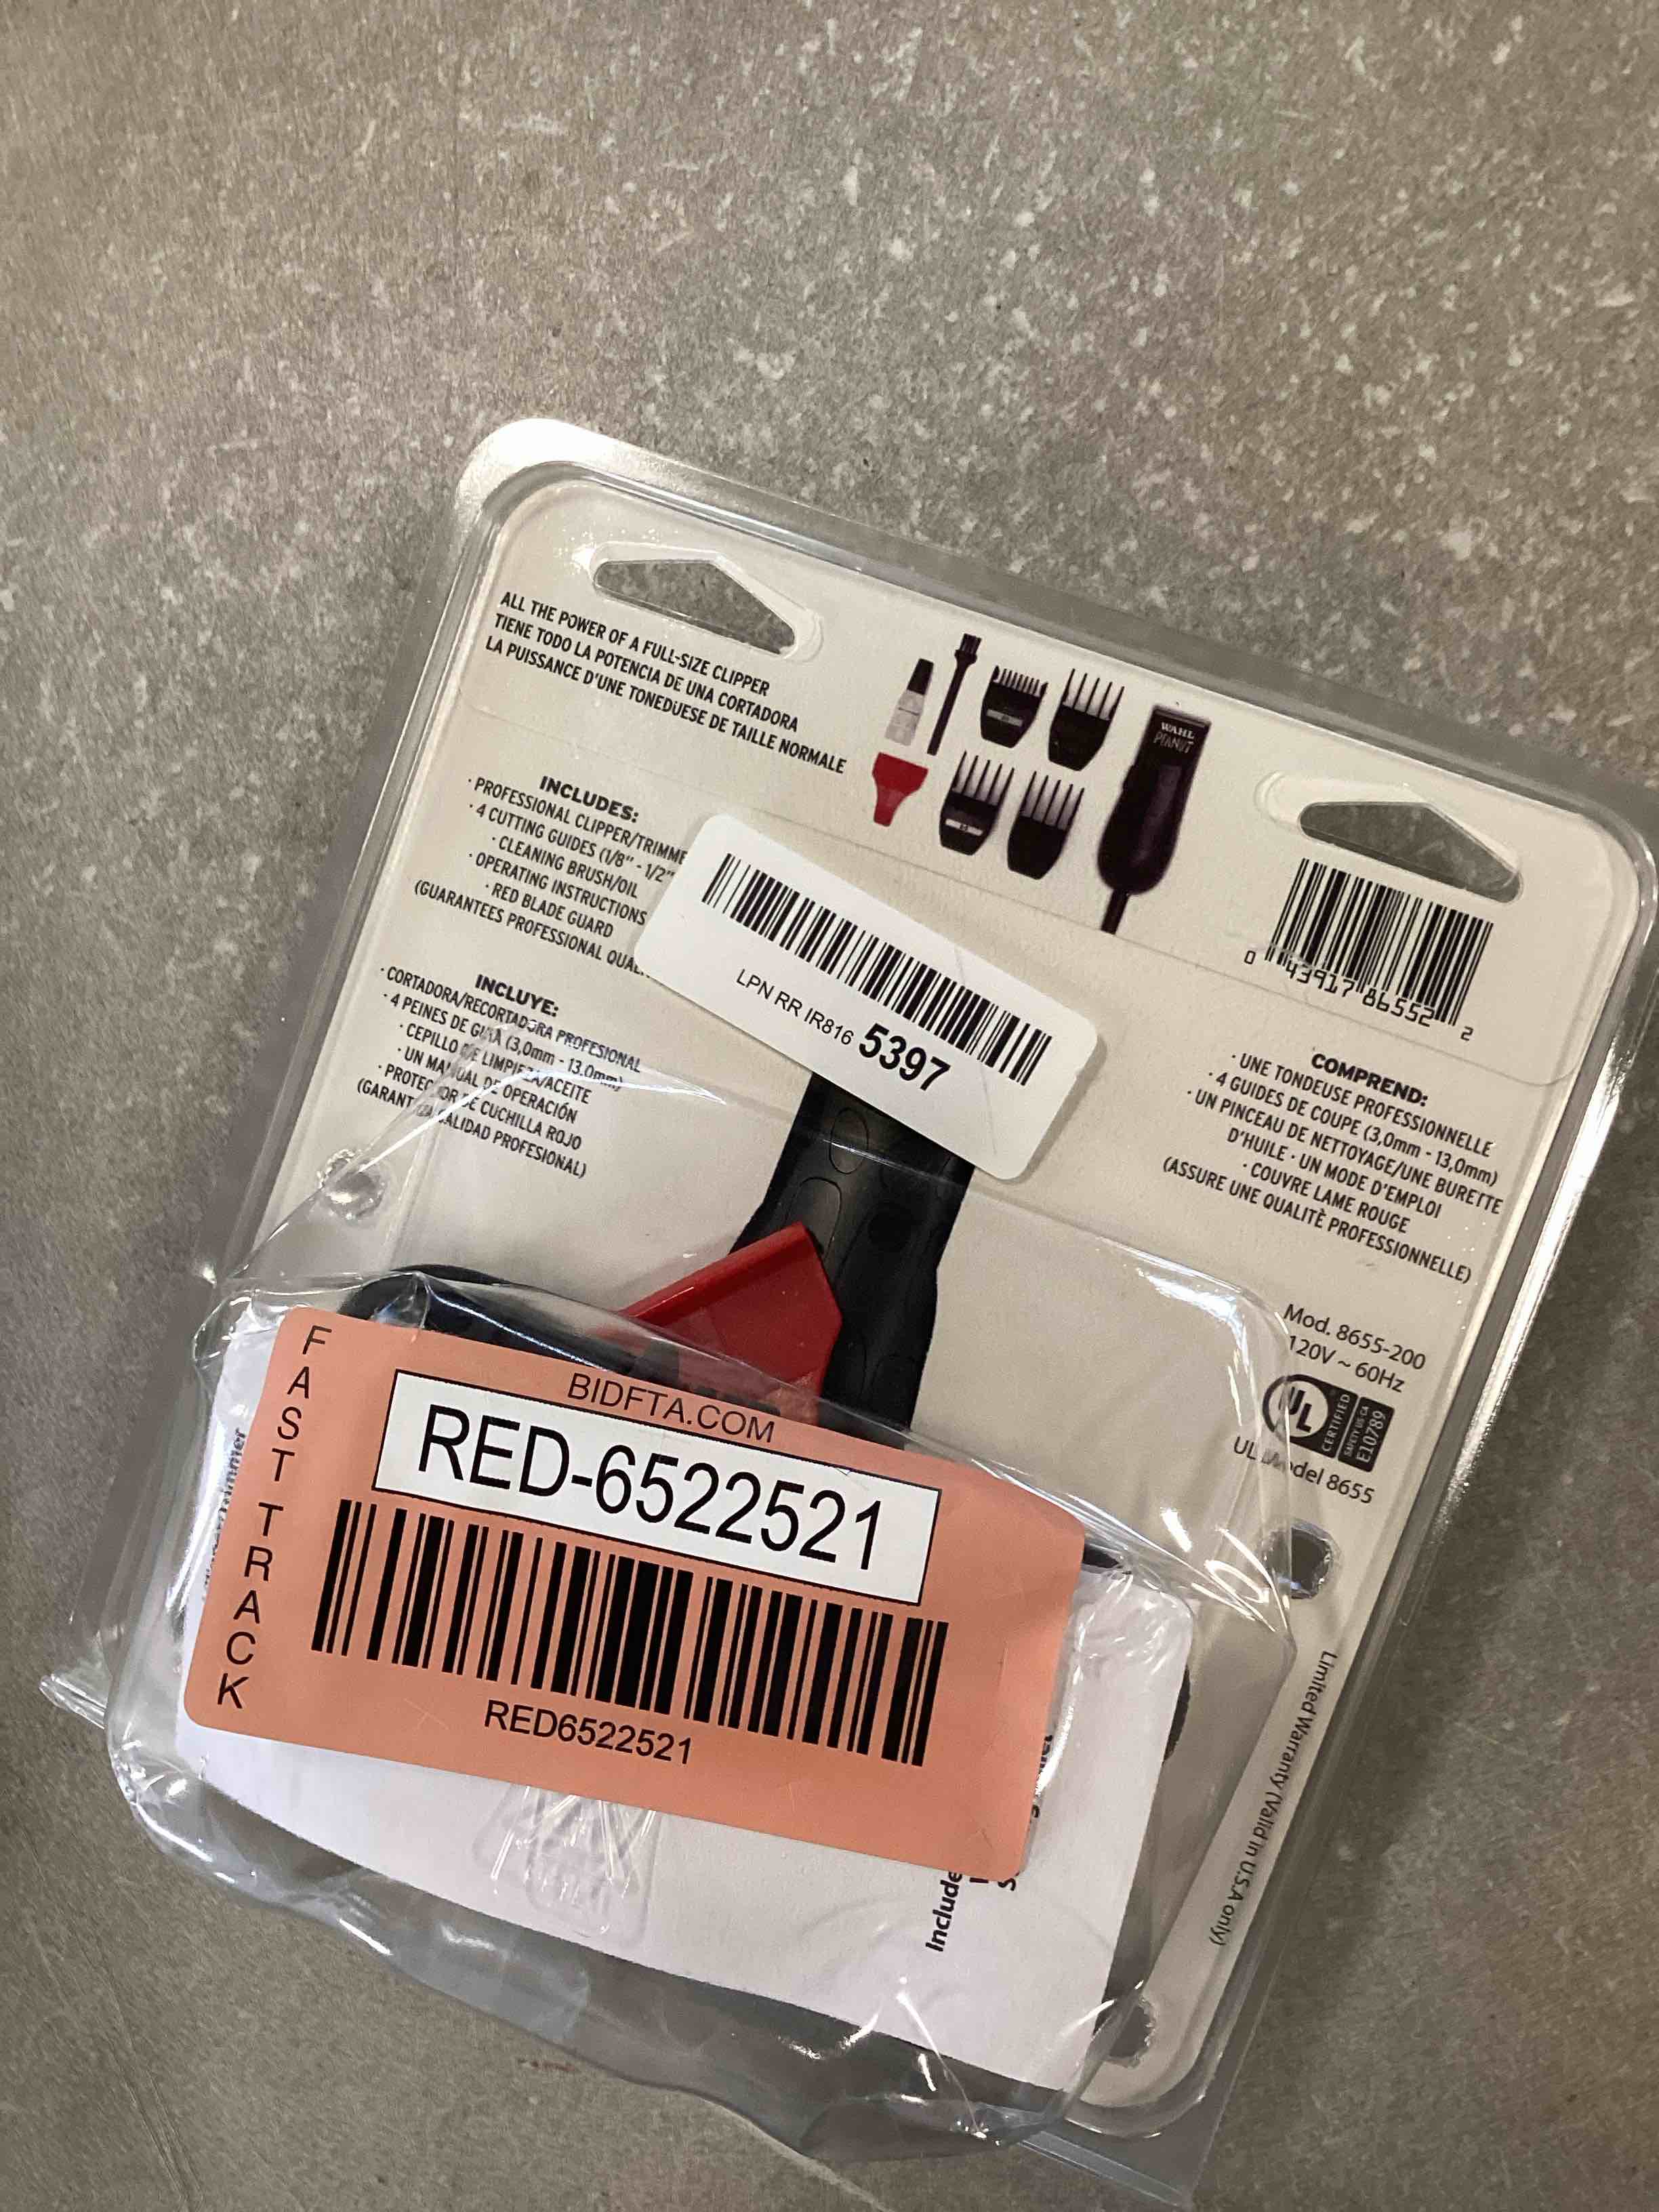 ALL THE POWER OF A FULL-SIZE CLIPPER
TIENE TODO LA POTENCIA DE UNA CORTADORA
LA PUISSANCE D'UNE TONEDUESE DE TAILLE NORMALE
WAHL
PEANUT
INCLUDES:
· PROFESSIONAL CLIPPER/TRIMME
· 4 CUTTING GUIDES (1/8" - 1/2"
· CLEANING BRUSH/OIL
· OPERATING INSTRUCTIONS
· RED BLADE GUARD
(GUARANTEES PROFESSIONAL QUAL
INCLUYE:
· CORTADORA/RECORTADORA PROFESIONAL
· 4 PEINES DE GUIA (3,0mm - 13,0mm)
· CEPILLO DE LIMPIEZA/ACEITE
· UN MANUAL DE OPERACIÓN
· PROTECTOR DE CUCHILLA ROJO
(GARANTIZA CALIDAD PROFESIONAL)
LPN RR IR816 5397
0 43917 86552 2
COMPREND:
· UNE TONDEUSE PROFESSIONNELLE
· 4 GUIDES DE COUPE (3,0mm - 13,0mm)
· UN PINCEAU DE NETTOYAGE/UNE BURETTE
D'HUILE · UN MODE D'EMPLOI
· COUVRE LAME ROUGE
(ASSURE UNE QUALITÈ PROFESSIONNELLE)
Mod. 8655-200
120V ~ 60Hz
UL
CERTIFIED
SAFETY US-CA
E10789
UL Model 8655
Limited Warranty (Valid in U.S.A only)
FAST TRACK
BIDFTA.COM
RED-6522521
RED6522521
Include